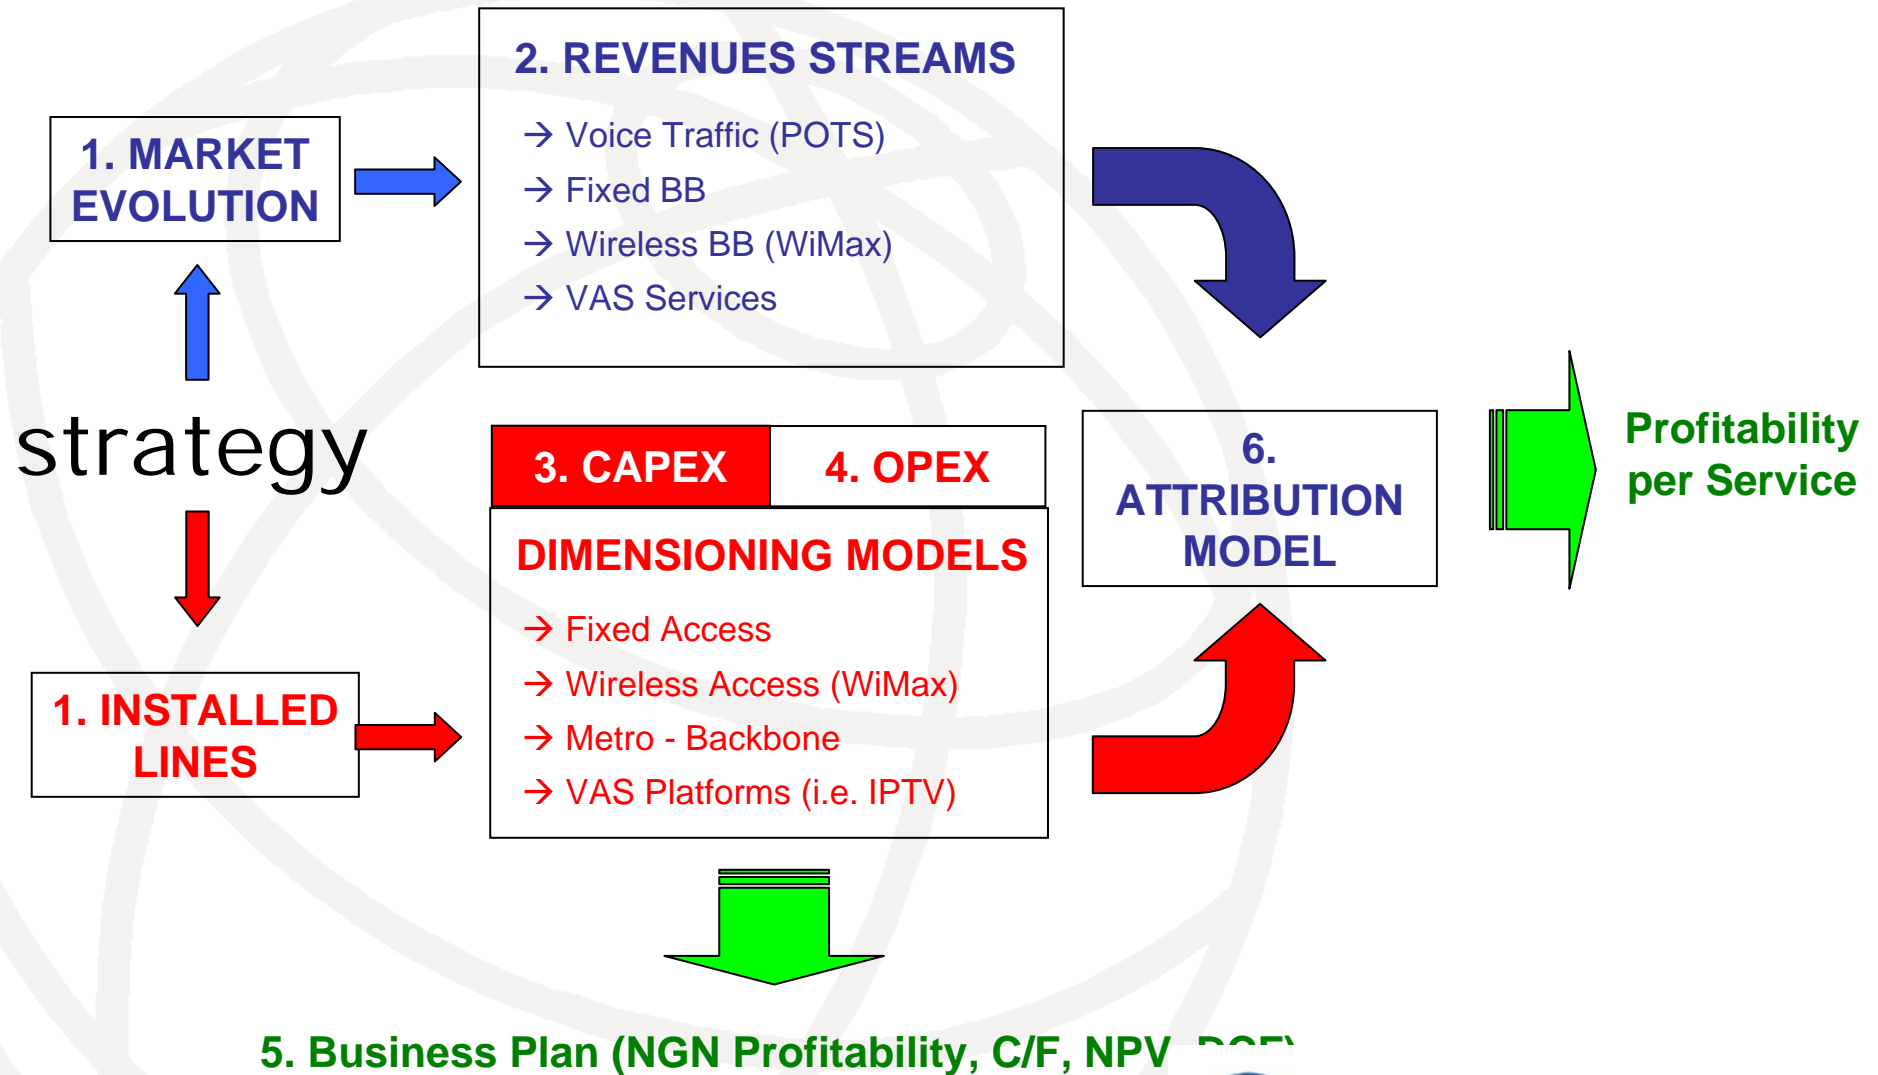 2. REVENUES STREAMS
→ Voice Traffic (POTS)
→ Fixed BB
→ Wireless BB (WiMax)
→ VAS Services
1. MARKET
EVOLUTION
strategy
3. CAPEX
4. OPEX
DIMENSIONING MODELS
→ Fixed Access
→ Wireless Access (WiMax)
→ Metro - Backbone
→ VAS Platforms (i.e. IPTV)
1. INSTALLED
LINES
6.
ATTRIBUTION
MODEL
Profitability
per Service
5. Business Plan (NGN Profitability, C/F, NPV